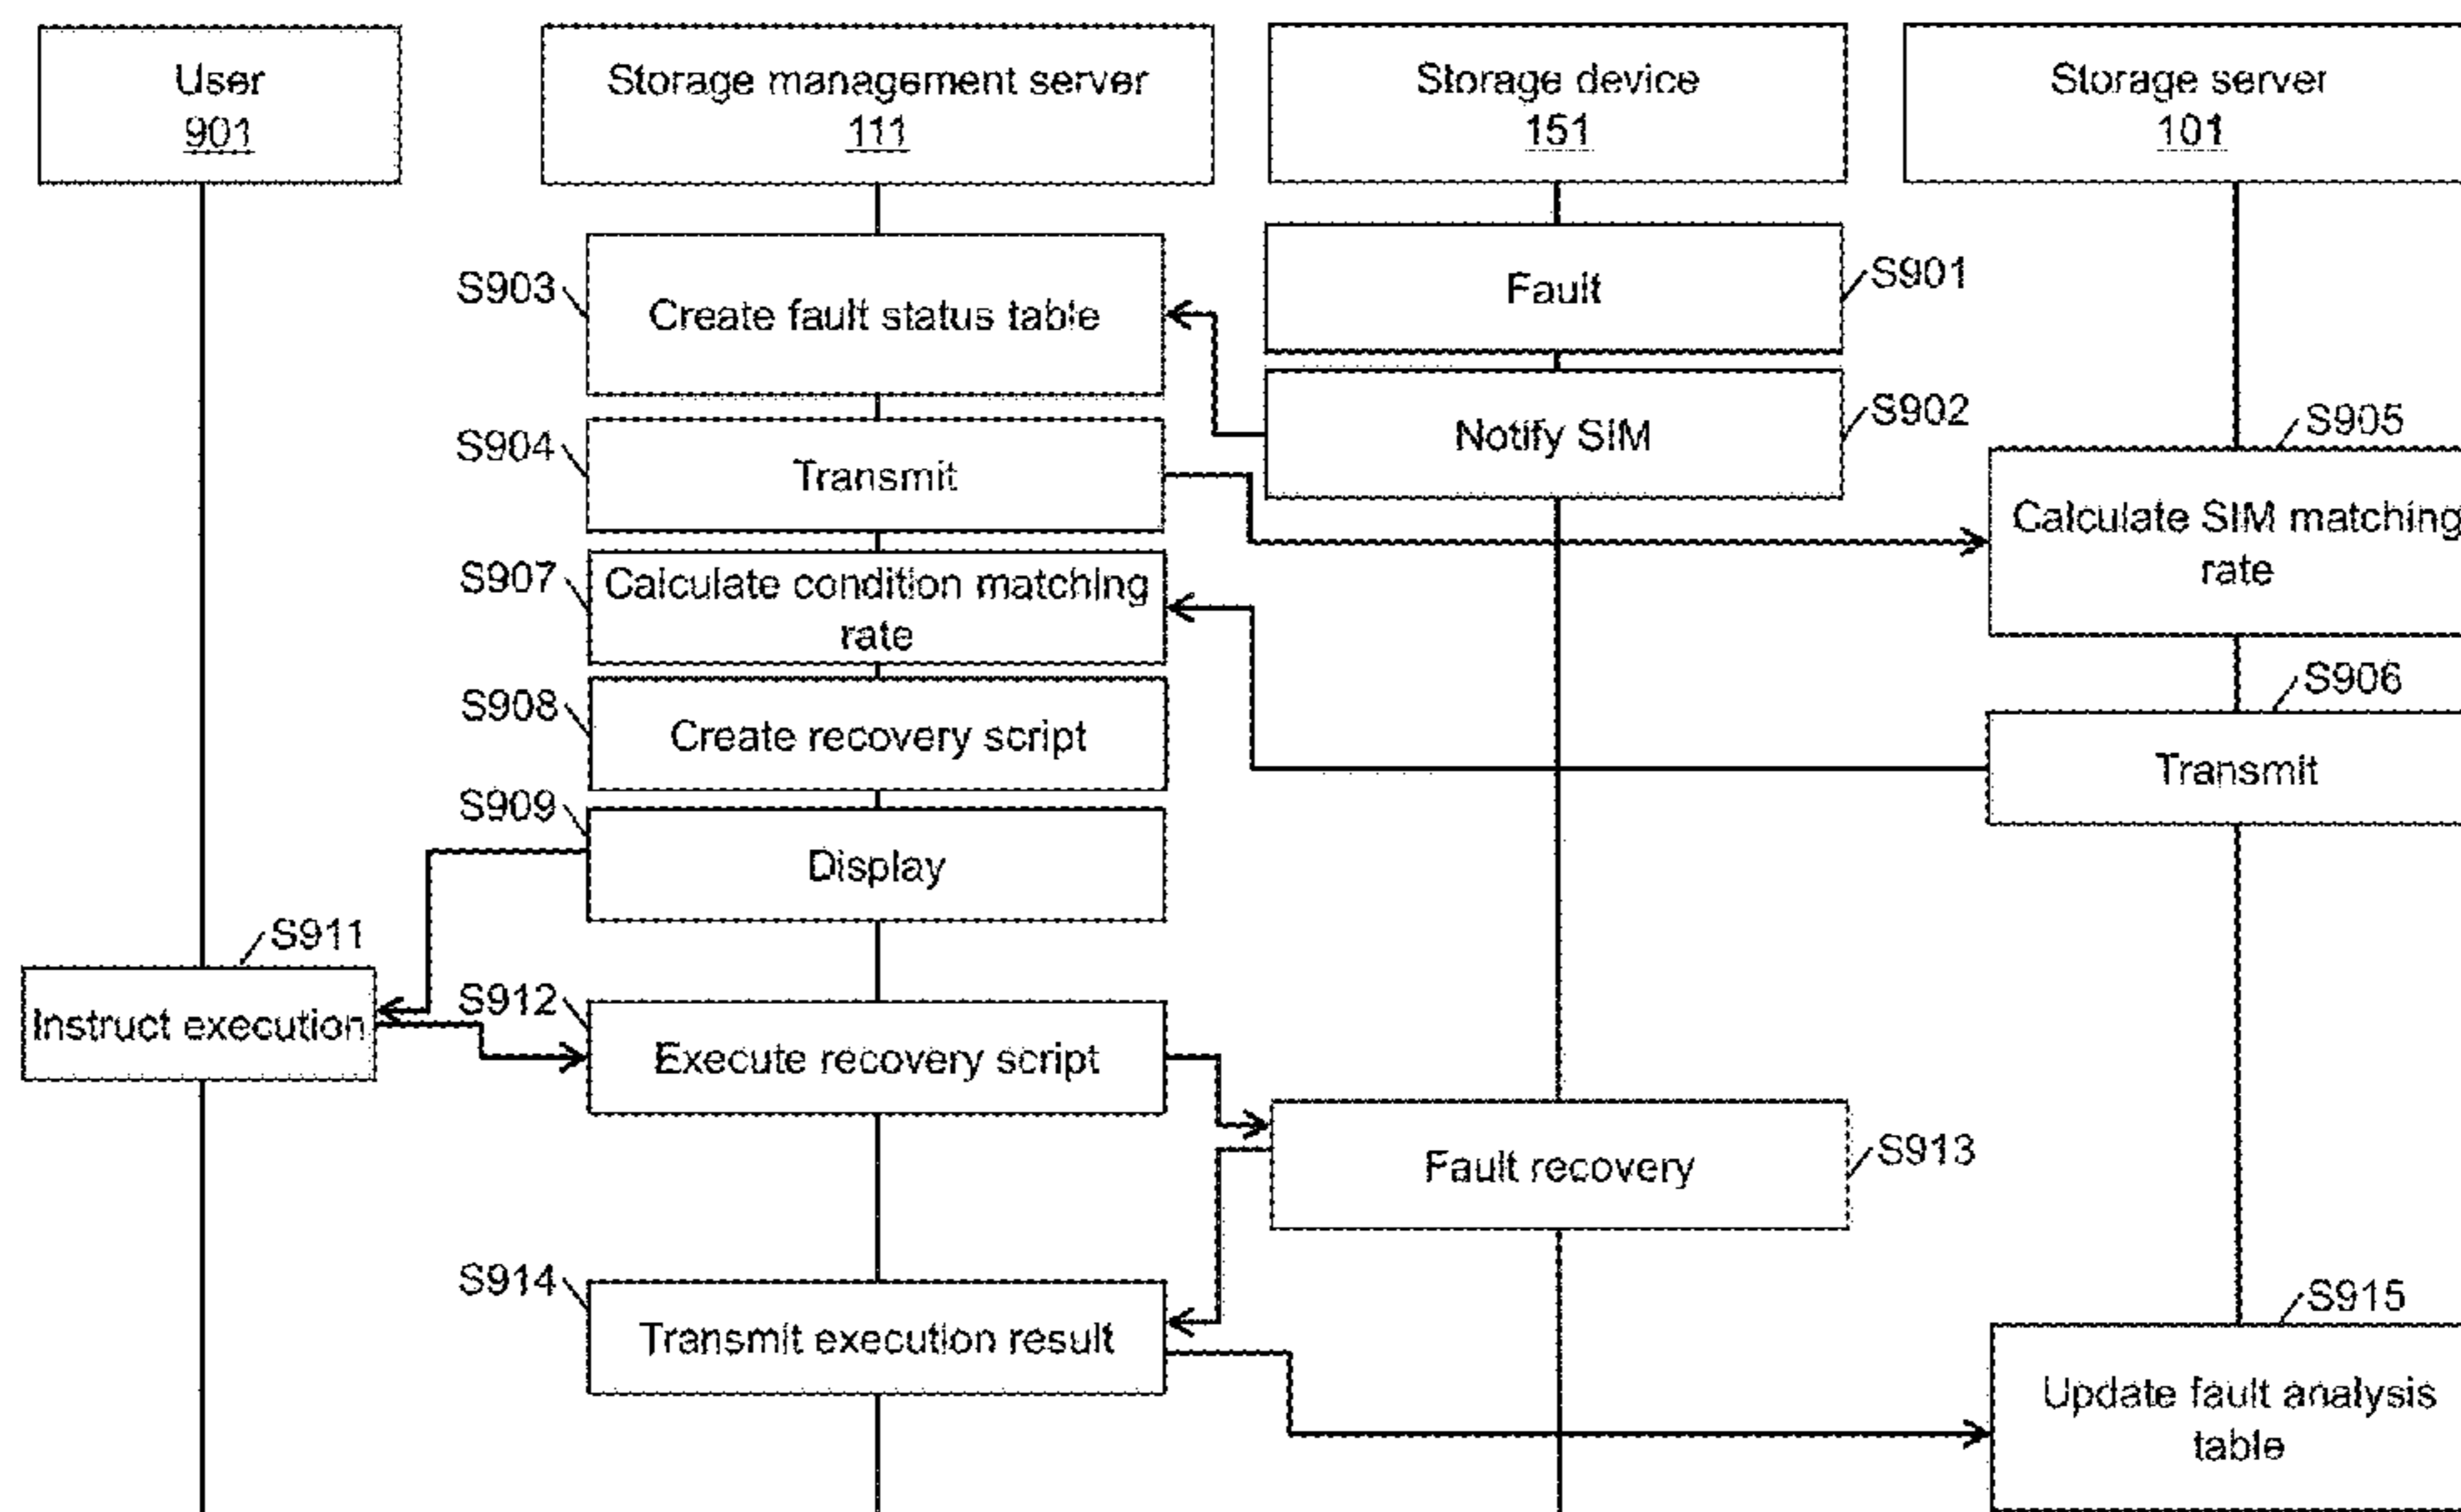 User
901
Storage management server
111
Storage device
151
Storage server
101
S901
Fault
S903
Create fault status table
S902
Notify SIM
S904
Transmit
S905
Calculate SIM matching
rate
S907
Calculate condition matching
rate
S906
Transmit
S908
Create recovery script
S909
Display
S911
Instruct execution
S912
Execute recovery script
S913
Fault recovery
S914
Transmit execution result
S915
Update fault analysis
table